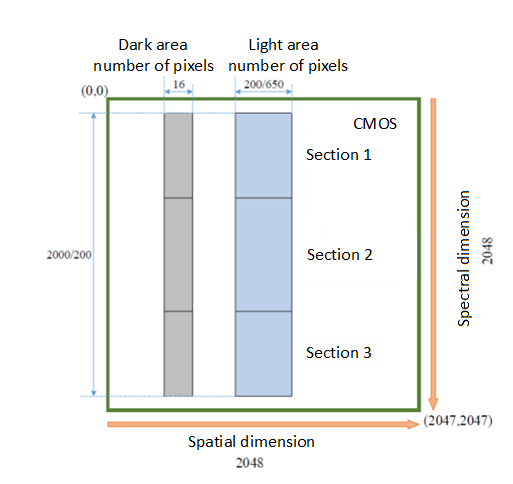 Dark area
number of pixels
Light area
number of pixels
16
200/650
(0,0)
CMOS
Section 1
Section 2
Section 3
2000/200
Spectral dimension
2048
(2047,2047)
Spatial dimension
2048